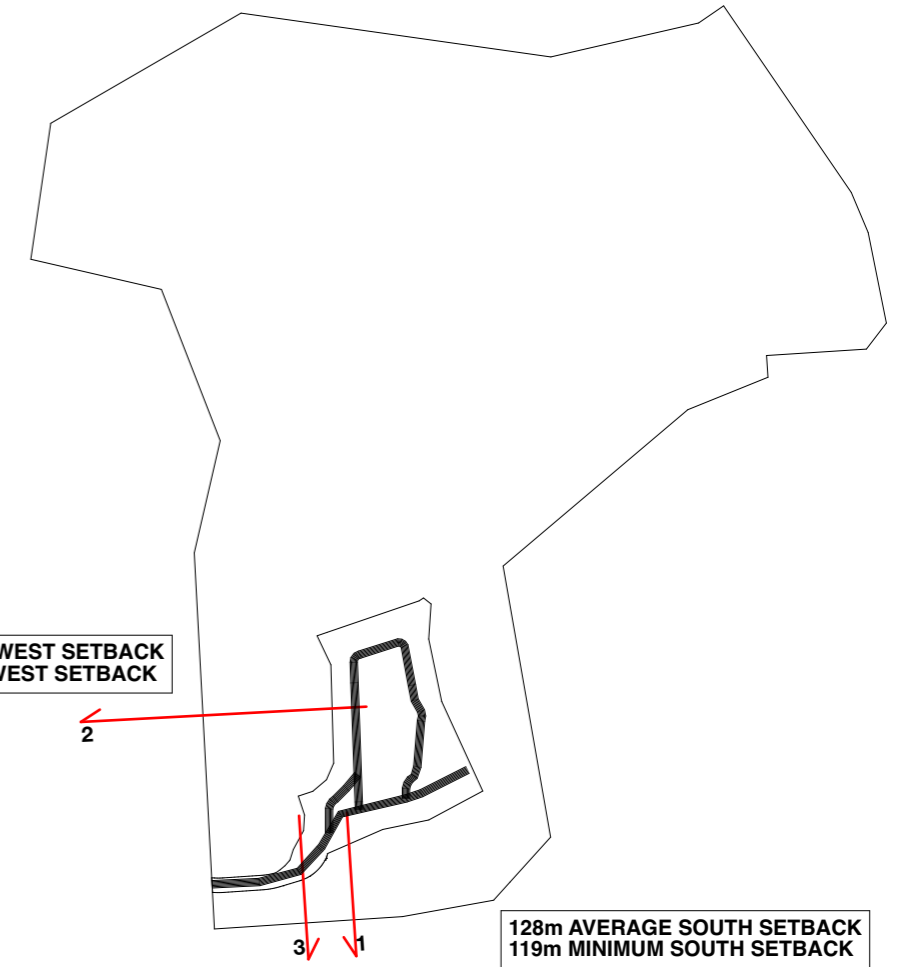 WEST SETBACK
WEST SETBACK
2
3
1
128m AVERAGE SOUTH SETBACK
119m MINIMUM SOUTH SETBACK